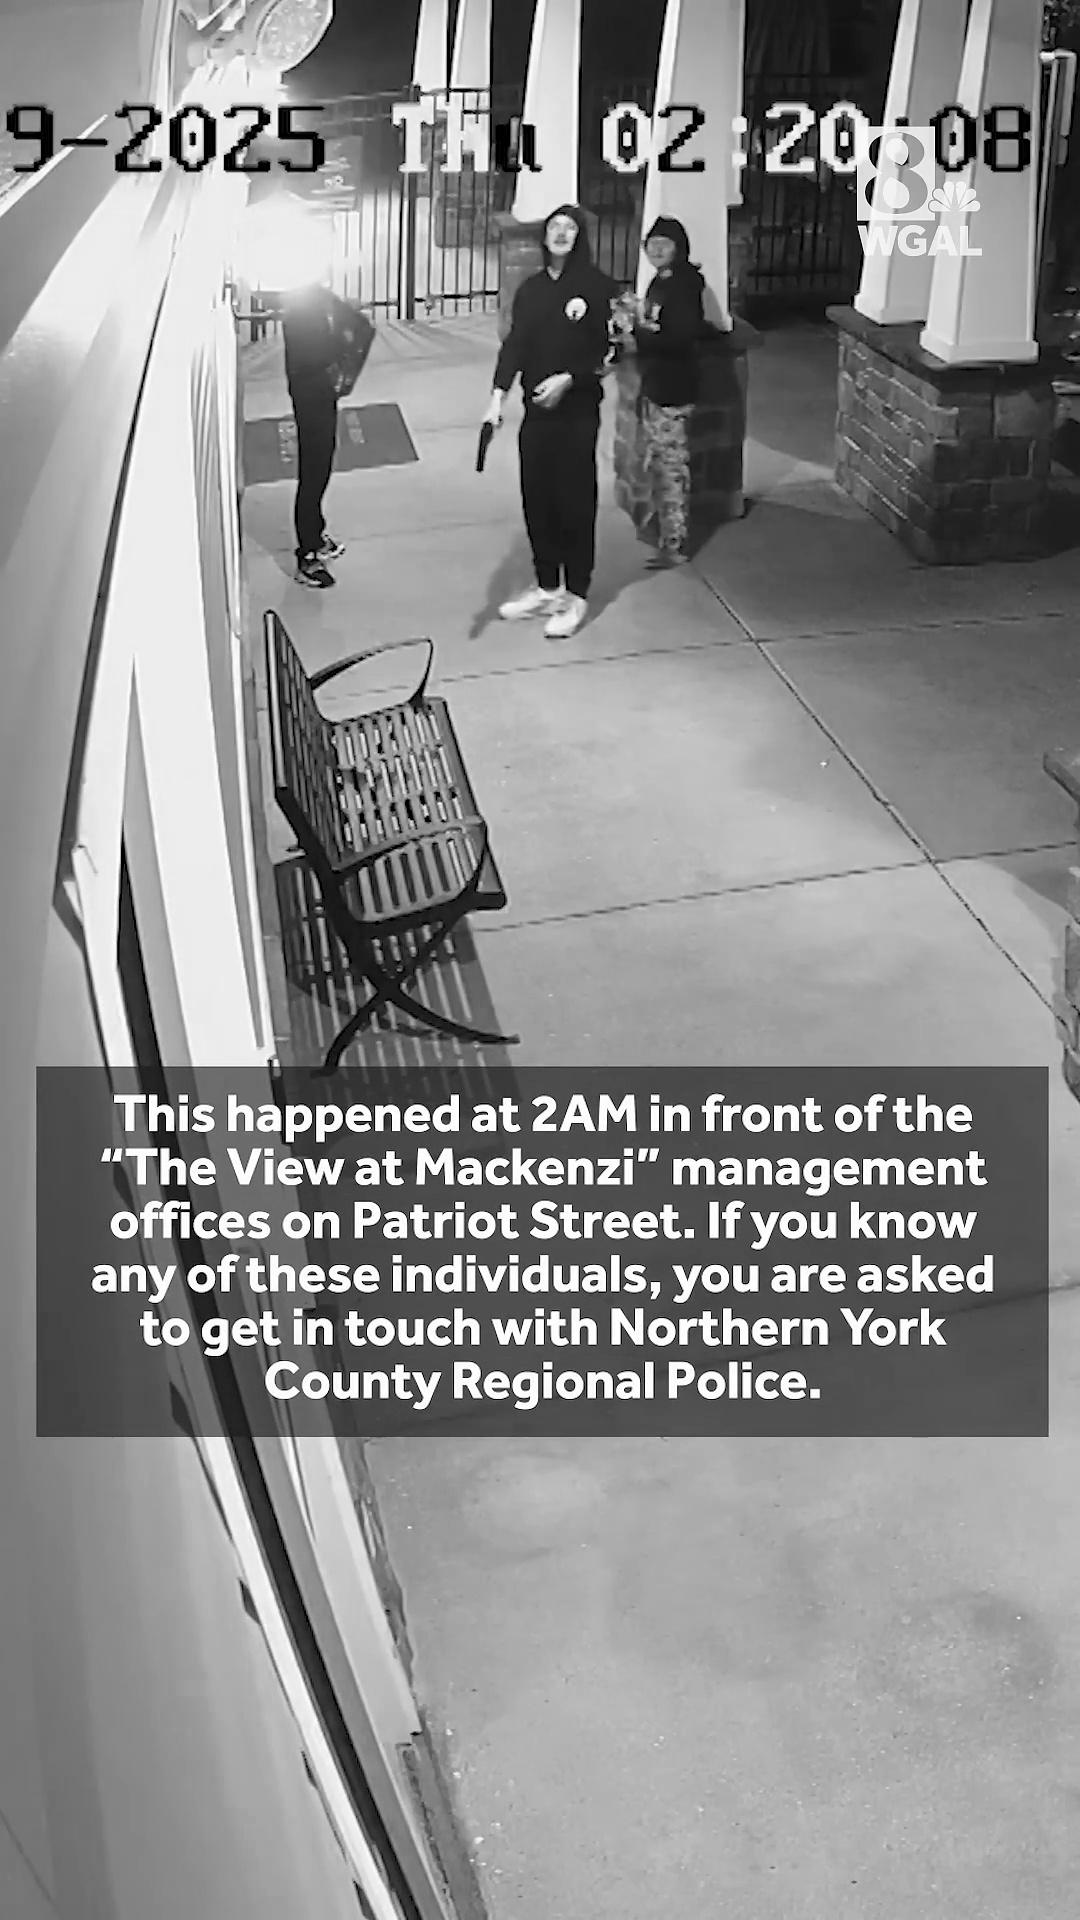 9-2025 Thu 02:20:08
8
WGAL
This happened at 2AM in front of the
“The View at Mackenzi” management
offices on Patriot Street. If you know
any of these individuals, you are asked
to get in touch with Northern York
County Regional Police.